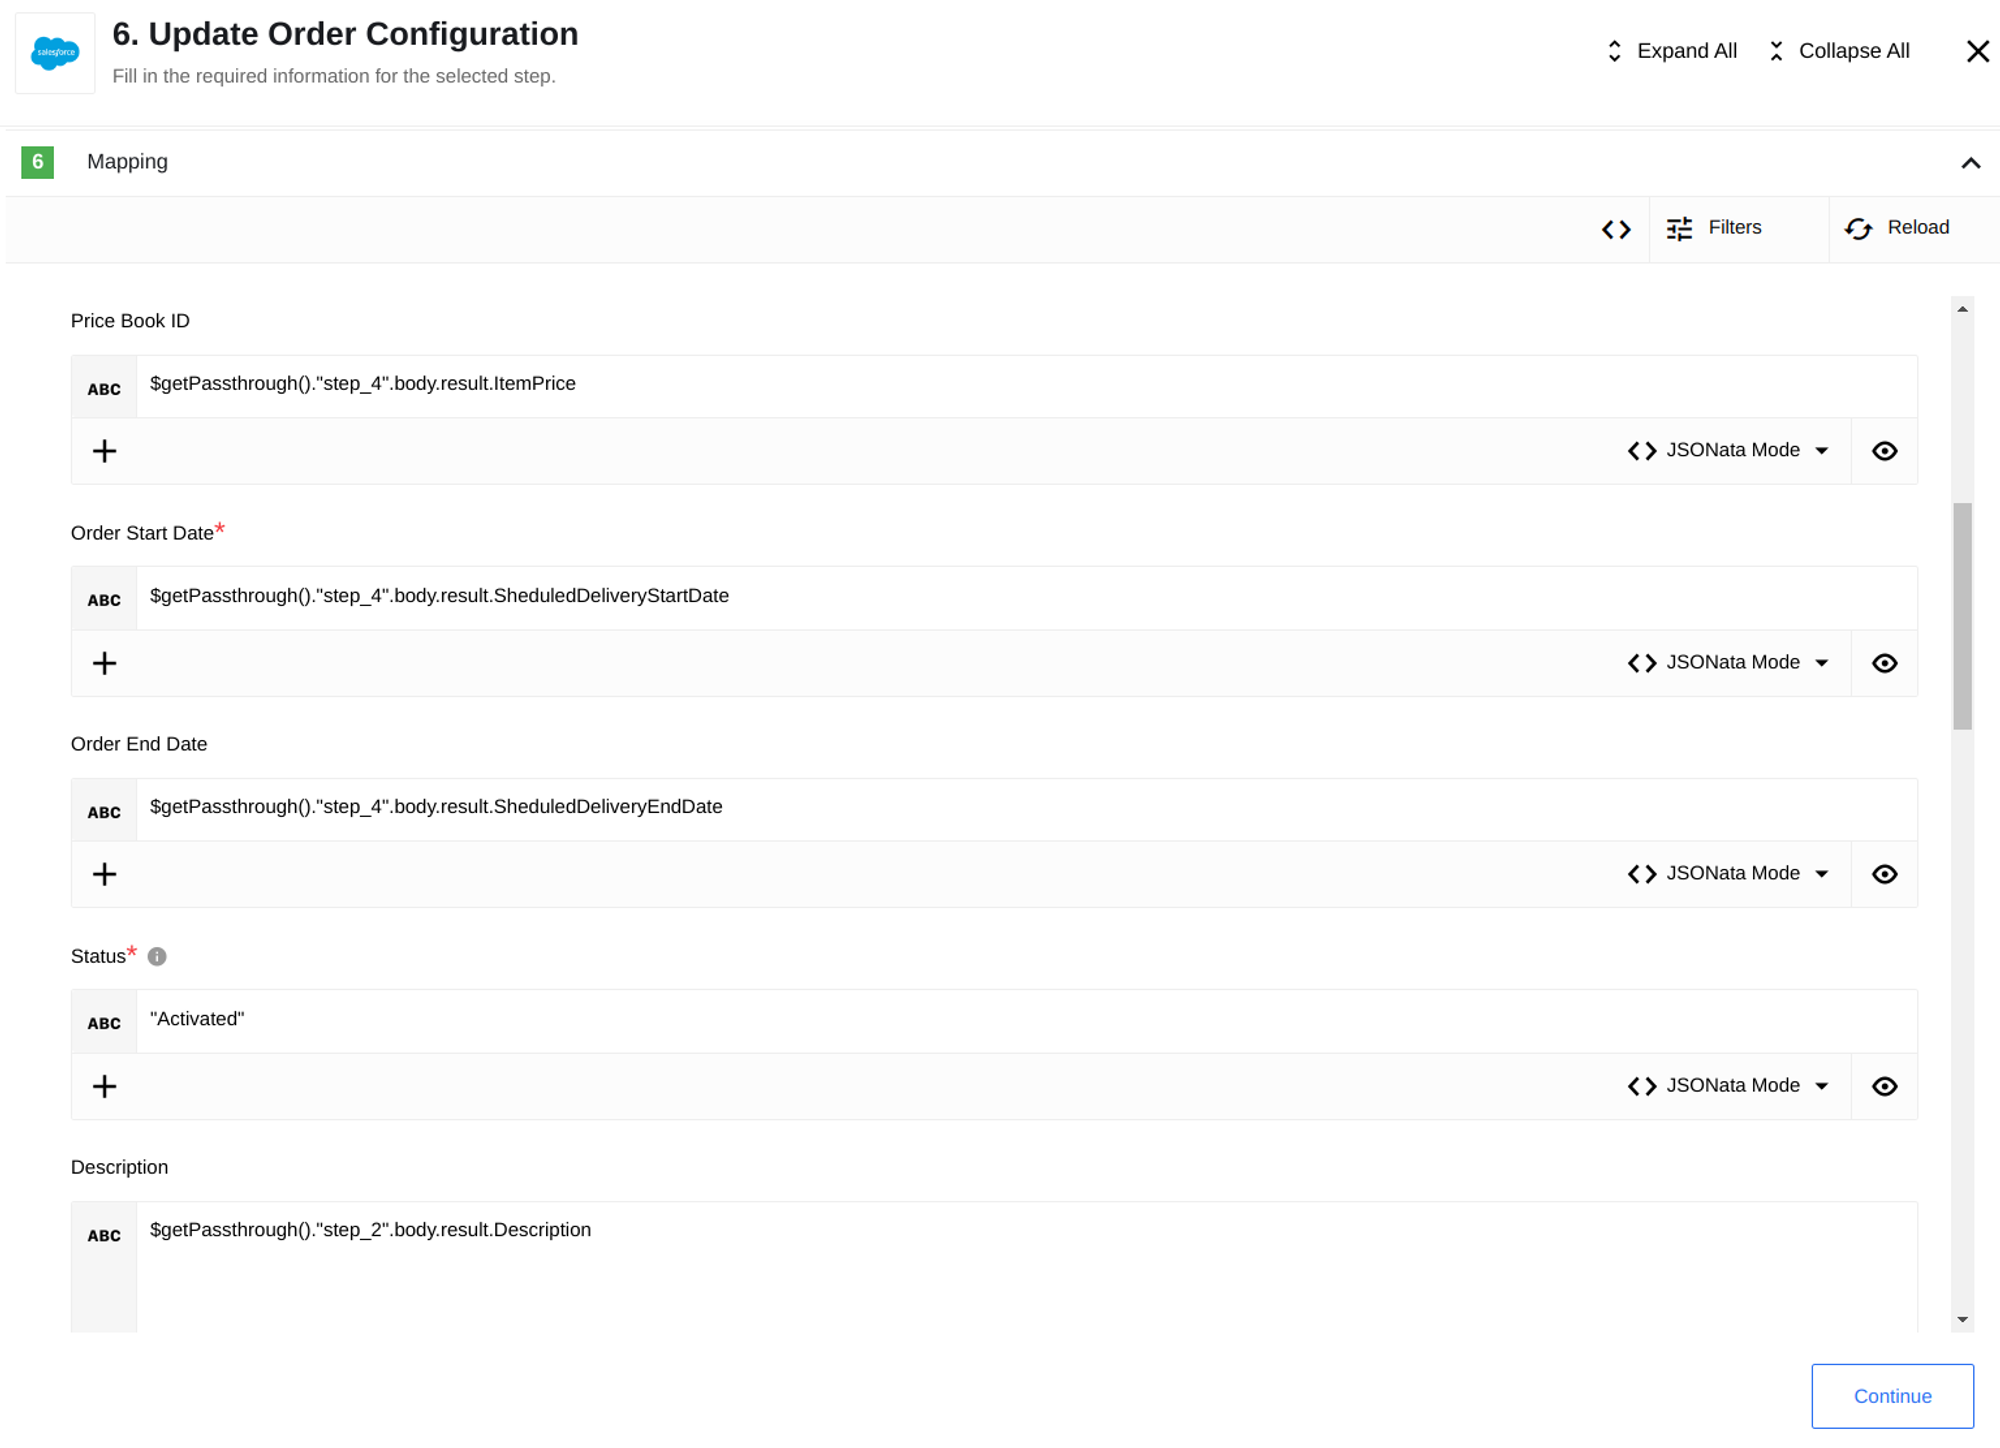 salesforce
6. Update Order Configuration
Fill in the required information for the selected step.
Expand All
Collapse All
6
Mapping
Filters
Reload
Price Book ID
ABC
$getPassthrough()."step_4".body.result.ItemPrice
JSONata Mode
Order Start Date*
ABC
$getPassthrough()."step_4".body.result.SheduledDeliveryStartDate
JSONata Mode
Order End Date
ABC
$getPassthrough()."step_4".body.result.SheduledDeliveryEndDate
JSONata Mode
Status*
ABC
"Activated"
JSONata Mode
Description
ABC
$getPassthrough()."step_2".body.result.Description
Continue